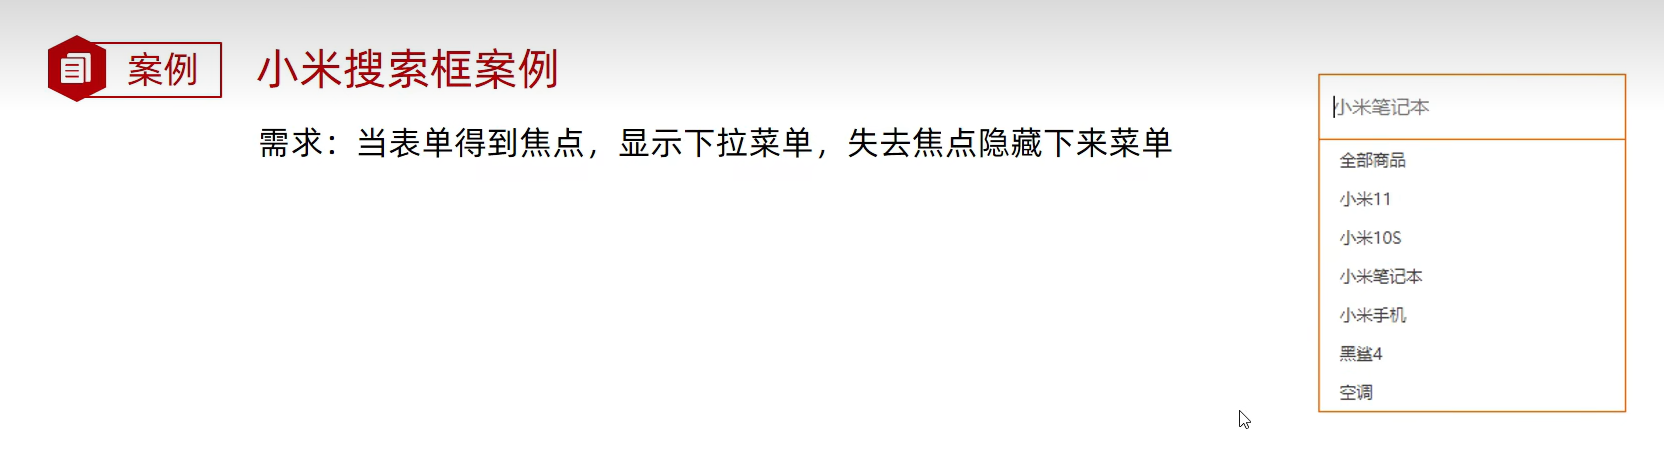 案例
小米搜索框案例
需求：当表单得到焦点，显示下拉菜单，失去焦点隐藏下来菜单
小米笔记本
全部商品
小米11
小米10S
小米笔记本
小米手机
黑鲨4
空调